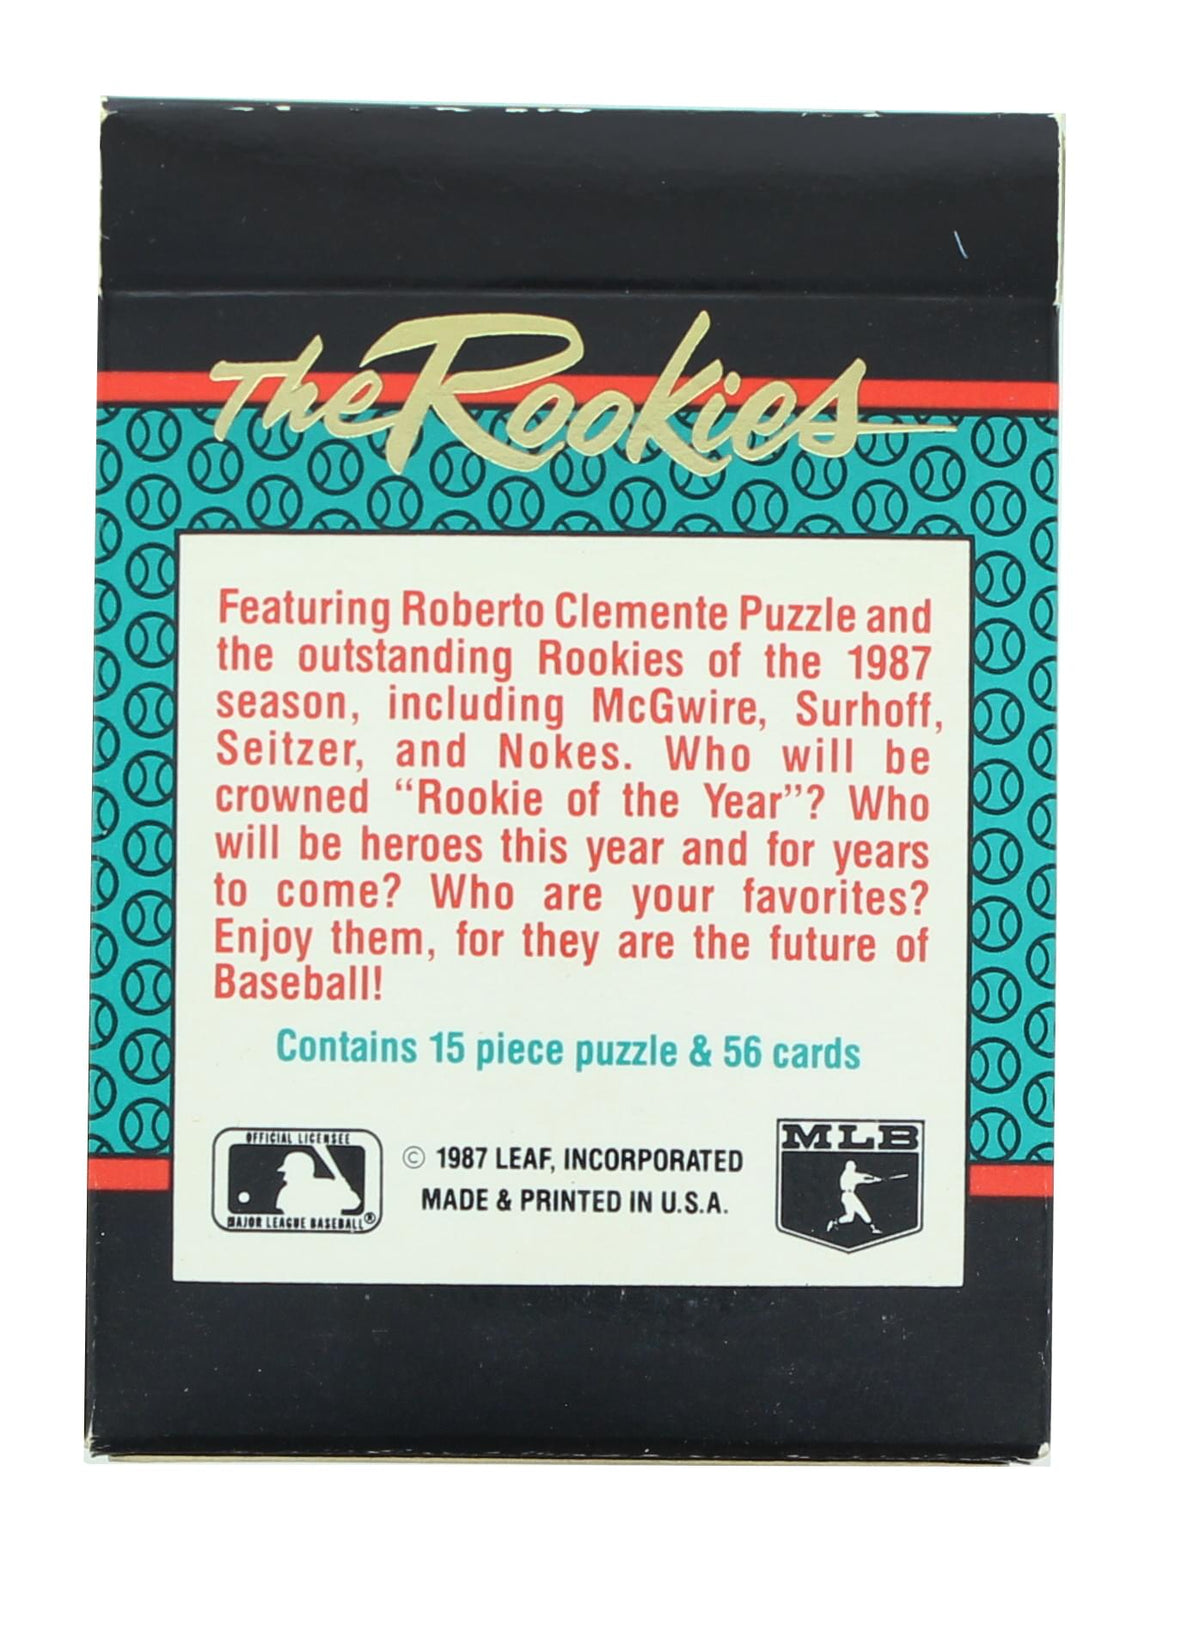 The Rookies
Featuring Roberto Clemente Puzzle and
the outstanding Rookies of the 1987
season, including McGwire, Surhoff,
Seitzer, and Nokes. Who will be
crowned “Rookie of the Year”? Who
will be heroes this year and for years
to come? Who are your favorites?
Enjoy them, for they are the future of
Baseball!
Contains 15 piece puzzle & 56 cards
OFFICIAL LICENSEE
MAJOR LEAGUE BASEBALL®
© 1987 LEAF, INCORPORATED
MADE & PRINTED IN U.S.A.
MLB